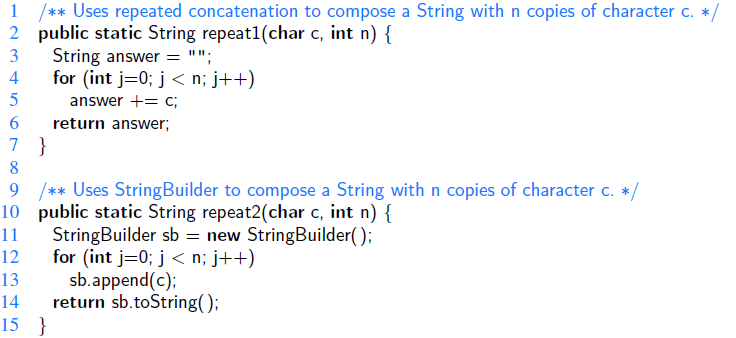 1 /** Uses repeated concatenation to compose a String with n copies of character c. */
2 public static String repeat1(char c, int n) {
3 String answer = "";
4 for (int j=0; j < n; j++)
5 answer += c;
6 return answer;
7 }
8
9 /** Uses StringBuilder to compose a String with n copies of character c. */
10 public static String repeat2(char c, int n) {
11 StringBuilder sb = new StringBuilder( );
12 for (int j=0; j < n; j++)
13 sb.append(c);
14 return sb.toString( );
15 }